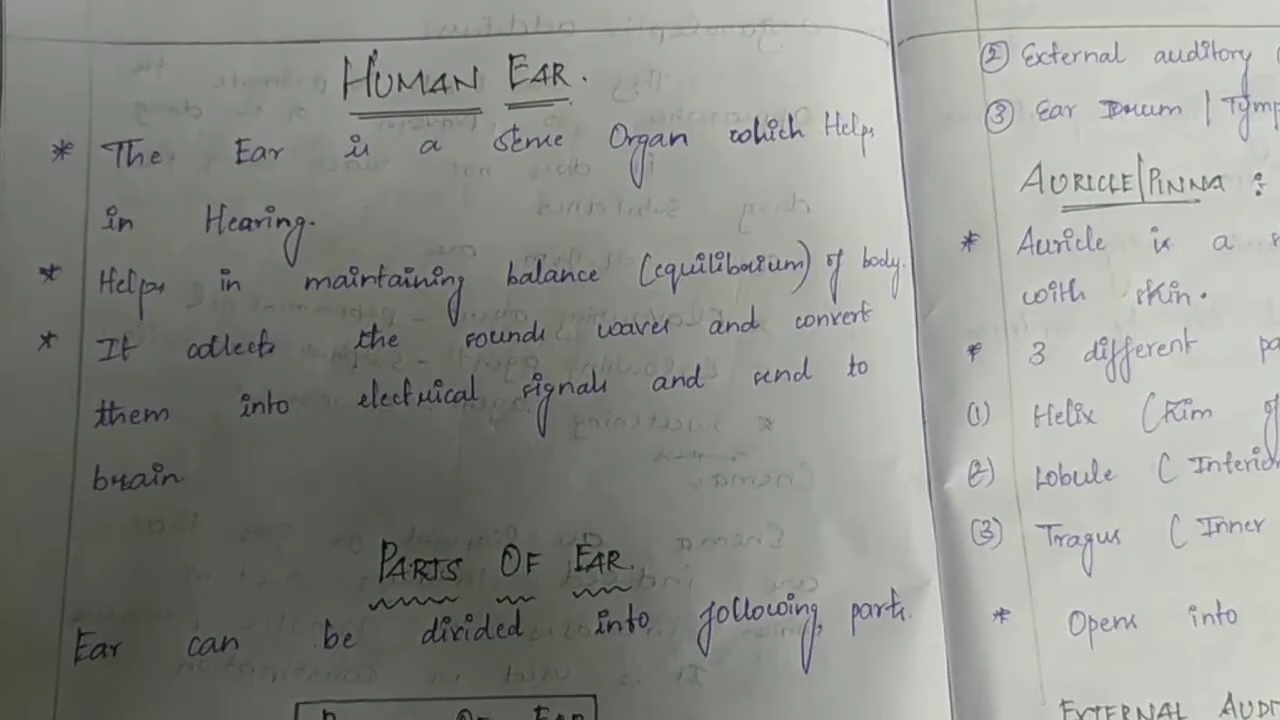 HUMAN EAR.
* The Ear is a sense Organ which Helps
in Hearing.
* Helps in maintaining balance (equilibrium) of body.
* It collects the sounds waves and convert
them into electrical signals and send to
brain
PARTS OF EAR.
Ear can be divided into following parts.
OF EAR
② External auditory
③ Ear Drum | Tymp
AURICLE|PINNA :
* Auricle is a
with skin.
* 3 different pa
(1) Helix (Rim of
(2) Lobule (Interior
(3) Tragus (Inner
* Opens into
EXTERNAL AUDI